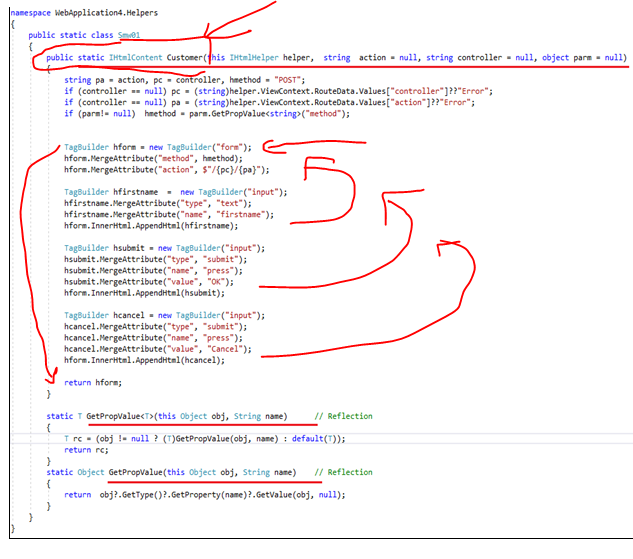 namespace WebApplication4.Helpers
{
public static class Smw01
{
public static IHtmlContent Customer(this IHtmlHelper helper, string action = null, string controller = null, object parm = null)
{
string pa = action, pc = controller, hmethod = "POST";
if (controller == null) pc = (string)helper.ViewContext.RouteData.Values["controller"]??"Error";
if (controller == null) pa = (string)helper.ViewContext.RouteData.Values["action"]??"Error";
if (parm!= null) hmethod = parm.GetPropValue<string>("method");
TagBuilder hform = new TagBuilder("form");
hform.MergeAttribute("method", hmethod);
hform.MergeAttribute("action", $"/{pc}/{pa}");
TagBuilder hfirstname = new TagBuilder("input");
hfirstname.MergeAttribute("type", "text");
hfirstname.MergeAttribute("name", "firstname");
hform.InnerHtml.AppendHtml(hfirstname);
TagBuilder hsubmit = new TagBuilder("input");
hsubmit.MergeAttribute("type", "submit");
hsubmit.MergeAttribute("name", "press");
hsubmit.MergeAttribute("value", "OK");
hform.InnerHtml.AppendHtml(hsubmit);
TagBuilder hcancel = new TagBuilder("input");
hcancel.MergeAttribute("type", "submit");
hcancel.MergeAttribute("name", "press");
hcancel.MergeAttribute("value", "Cancel");
hform.InnerHtml.AppendHtml(hcancel);
return hform;
}
static T GetPropValue<T>(this Object obj, String name) // Reflection
{
T rc = (obj != null ? (T)GetPropValue(obj, name) : default(T));
return rc;
}
static Object GetPropValue(this Object obj, String name) // Reflection
{
return obj?.GetType()?.GetProperty(name)?.GetValue(obj, null);
}
}
}